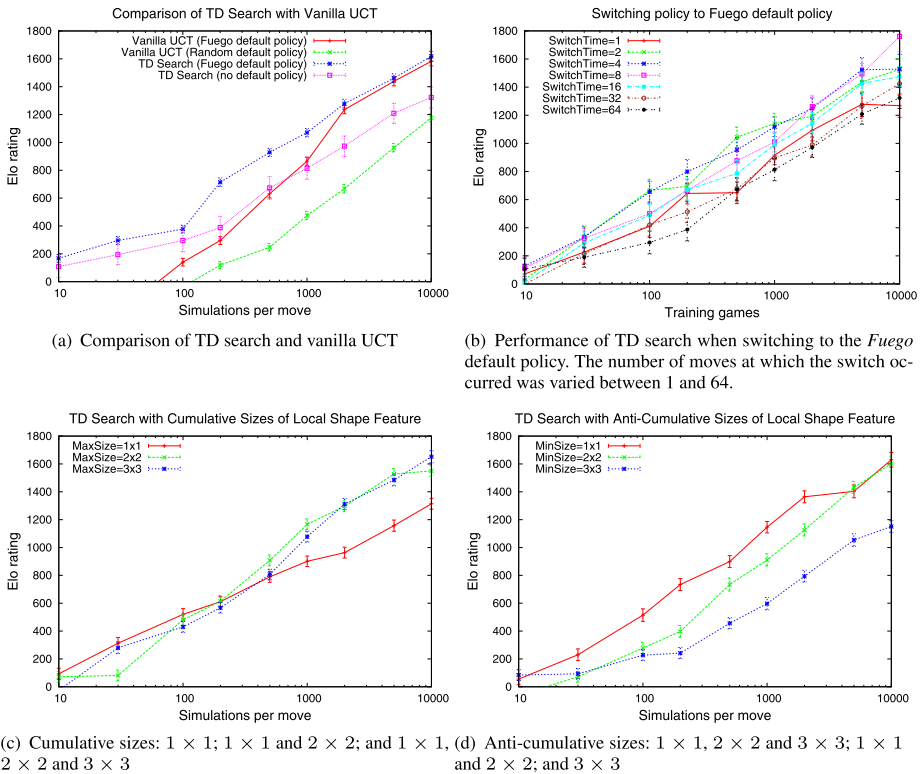 Comparison of TD Search with Vanilla UCT
Vanilla UCT (Fuego default policy)
Vanilla UCT (Random default policy)
TD Search (Fuego default policy)
TD Search (no default policy)
Elo rating
1800
1600
1400
1200
1000
800
600
400
200
0
10
100
1000
10000
Simulations per move
(a) Comparison of TD search and vanilla UCT
Switching policy to Fuego default policy
SwitchTime=1
SwitchTime=2
SwitchTime=4
SwitchTime=8
SwitchTime=16
SwitchTime=32
SwitchTime=64
Elo rating
1800
1600
1400
1200
1000
800
600
400
200
0
10
100
1000
10000
Training games
(b) Performance of TD search when switching to the Fuego
default policy. The number of moves at which the switch oc-
curred was varied between 1 and 64.
TD Search with Cumulative Sizes of Local Shape Feature
MaxSize=1x1
MaxSize=2x2
MaxSize=3x3
Elo rating
1800
1600
1400
1200
1000
800
600
400
200
0
10
100
1000
10000
Simulations per move
(c) Cumulative sizes: 1 × 1; 1 × 1 and 2 × 2; and 1 × 1,
2 × 2 and 3 × 3
TD Search with Anti-Cumulative Sizes of Local Shape Feature
MinSize=1x1
MinSize=2x2
MinSize=3x3
Elo rating
1800
1600
1400
1200
1000
800
600
400
200
0
10
100
1000
10000
Simulations per move
(d) Anti-cumulative sizes: 1 × 1, 2 × 2 and 3 × 3; 1 × 1
and 2 × 2; and 3 × 3